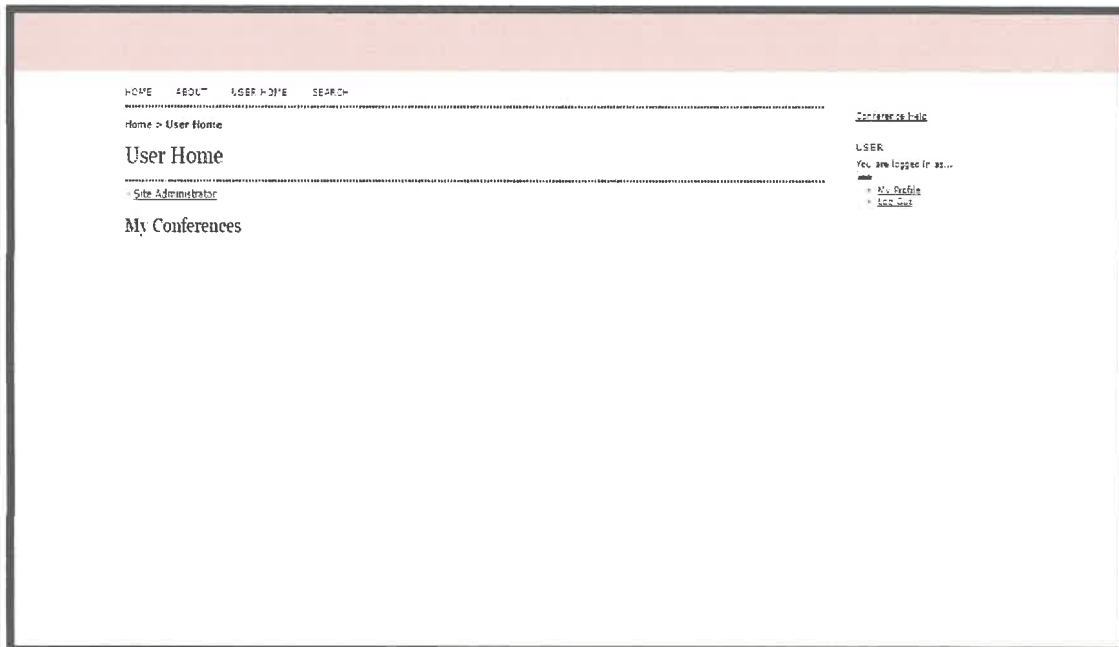 HOME ABOUT USER HOME SEARCH
Home > User Home
User Home
Site Administrator
My Conferences
Conference Help
USER
You are logged in as...
My Profile
Log Out